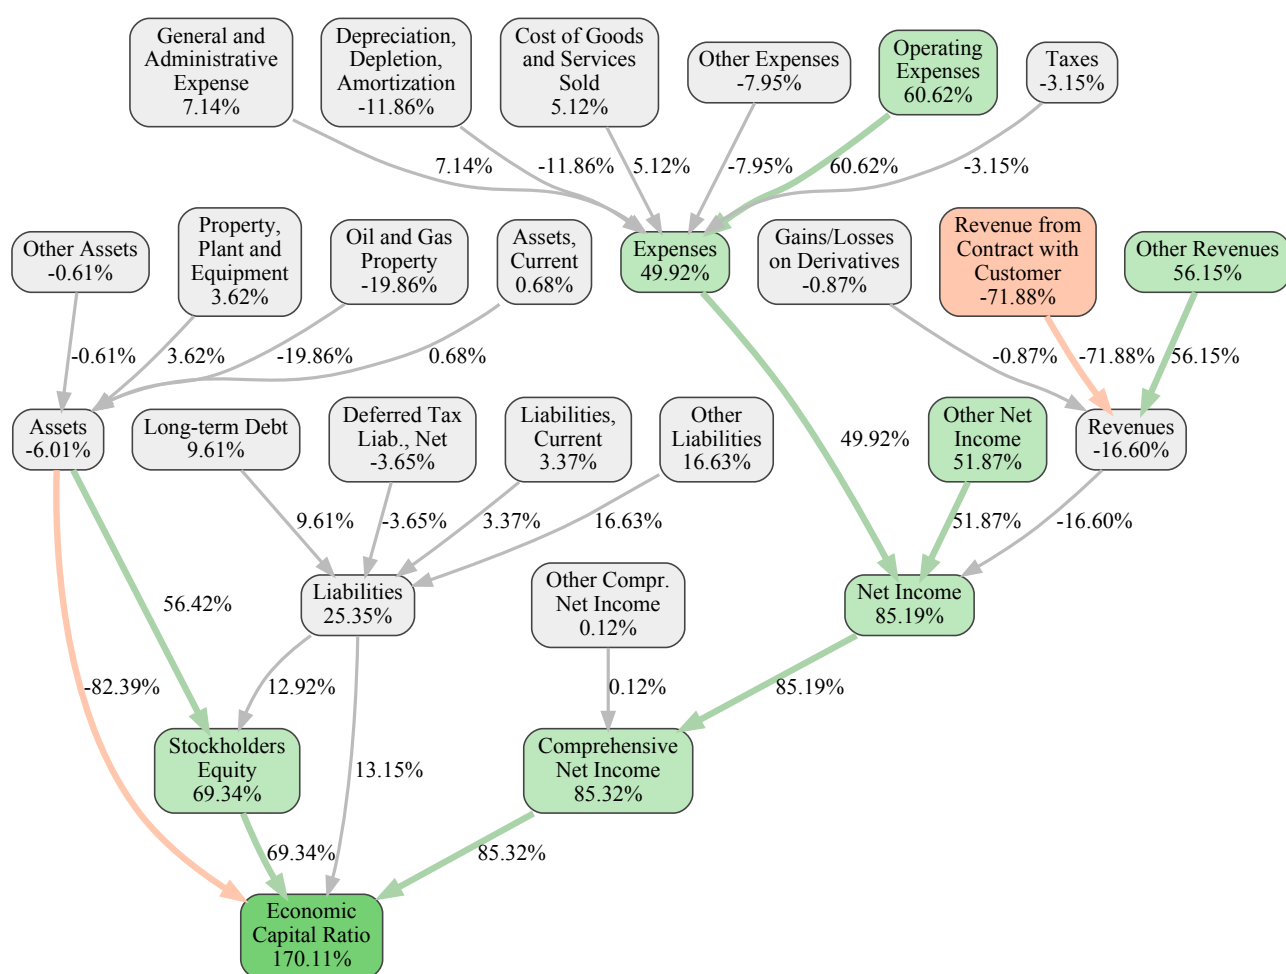 General and
Administrative
Expense
7.14%
Depreciation,
Depletion,
Amortization
-11.86%
Cost of Goods
and Services
Sold
5.12%
Other Expenses
-7.95%
Operating
Expenses
60.62%
Taxes
-3.15%
7.14%
-11.86%
5.12%
-7.95%
60.62%
-3.15%
Other Assets
-0.61%
Property,
Plant and
Equipment
3.62%
Oil and Gas
Property
-19.86%
Assets,
Current
0.68%
Expenses
49.92%
Gains/Losses
on Derivatives
-0.87%
Revenue from
Contract with
Customer
-71.88%
Other Revenues
56.15%
-0.61%
3.62%
-19.86%
0.68%
-0.87%
-71.88%
56.15%
Assets
-6.01%
Long-term Debt
9.61%
Deferred Tax
Liab., Net
-3.65%
Liabilities,
Current
3.37%
Other
Liabilities
16.63%
49.92%
Other Net
Income
51.87%
Revenues
-16.60%
9.61%
-3.65%
3.37%
16.63%
51.87%
-16.60%
56.42%
Liabilities
25.35%
Other Compr.
Net Income
0.12%
Net Income
85.19%
-82.39%
12.92%
0.12%
85.19%
Stockholders
Equity
69.34%
13.15%
Comprehensive
Net Income
85.32%
69.34%
85.32%
Economic
Capital Ratio
170.11%